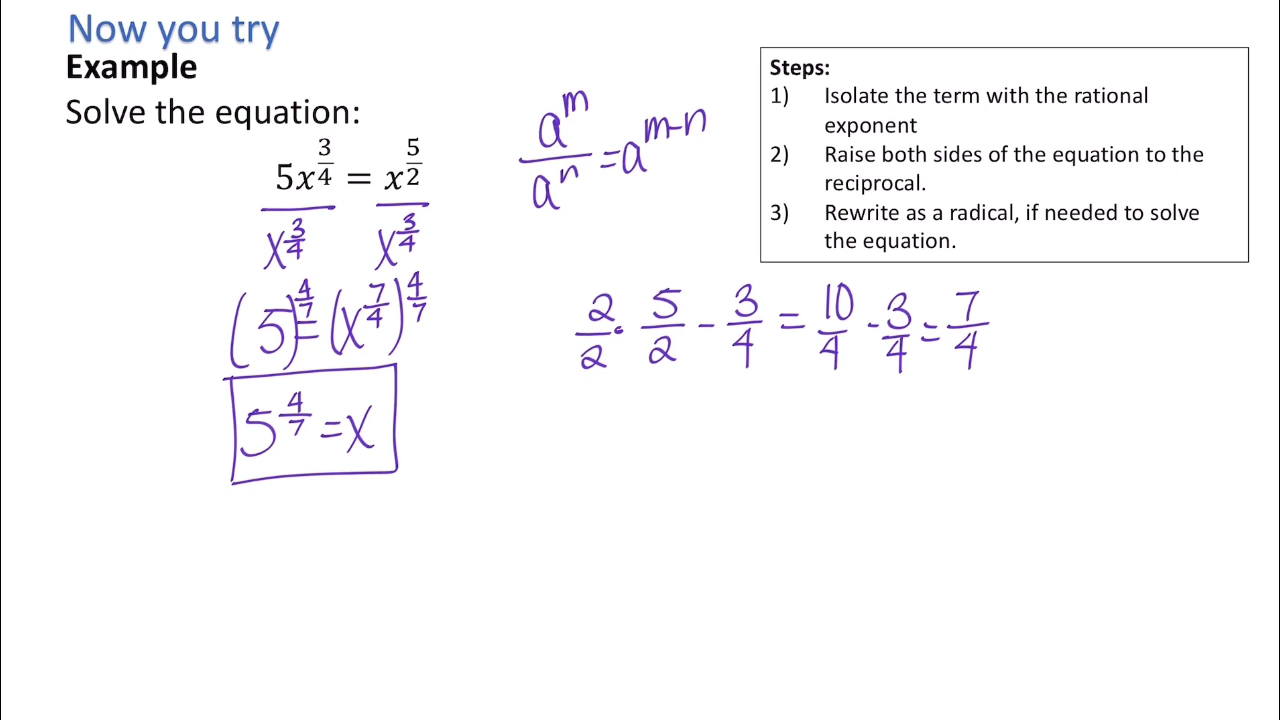 Now you try
Example
Solve the equation:
5x^(3/4) = x^(5/2)
x^(3/4) x^(3/4)
(5)^(4/7) = (x^(7/4))^(4/7)
5^(4/7) = x
a^m / a^n = a^(m-n)
Steps:
1) Isolate the term with the rational
exponent
2) Raise both sides of the equation to the
reciprocal.
3) Rewrite as a radical, if needed to solve
the equation.
2/2 · 5/2 - 3/4 = 10/4 - 3/4 = 7/4